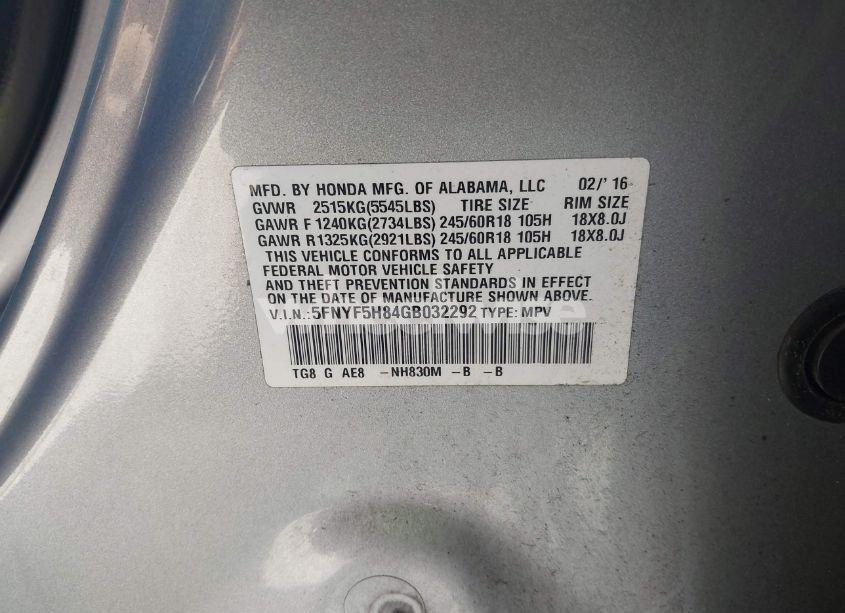 MFD. BY HONDA MFG. OF ALABAMA, LLC 02/' 16
GVWR 2515KG(5545LBS) TIRE SIZE RIM SIZE
GAWR F 1240KG(2734LBS) 245/60R18 105H 18X8.0J
GAWR R1325KG(2921LBS) 245/60R18 105H 18X8.0J
THIS VEHICLE CONFORMS TO ALL APPLICABLE
FEDERAL MOTOR VEHICLE SAFETY
AND THEFT PREVENTION STANDARDS IN EFFECT
ON THE DATE OF MANUFACTURE SHOWN ABOVE.
V.I.N.:5FNYF5H84GB032292 TYPE: MPV
TG8 G AE8 -NH830M -B -B